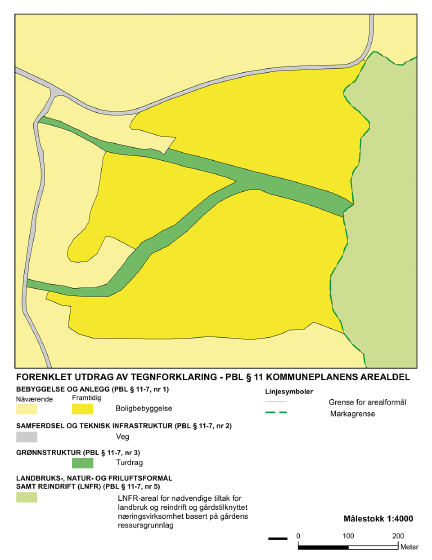 FORENKLET UTDRAG AV TEGNFORKLARING - PBL § 11 KOMMUNEPLANENS AREALDEL
BEBYGGELSE OG ANLEGG (PBL § 11-7, nr 1)
Nåværende Framtidig
Boligbebyggelse
SAMFERDSEL OG TEKNISK INFRASTRUKTUR (PBL § 11-7, nr 2)
Veg
GRØNNSTRUKTUR (PBL § 11-7, nr 3)
Turdrag
LANDBRUKS-, NATUR- OG FRILUFTSFORMÅL
SAMT REINDRIFT (LNFR) (PBL § 11-7, nr 5)
LNFR-areal for nødvendige tiltak for
landbruk og reindrift og gårdstilknyttet
næringsvirksomhet basert på gårdens
ressursgrunnlag
Linjesymboler
Grense for arealformål
Markagrense
Målestokk 1:4000
0 100 200
Meter